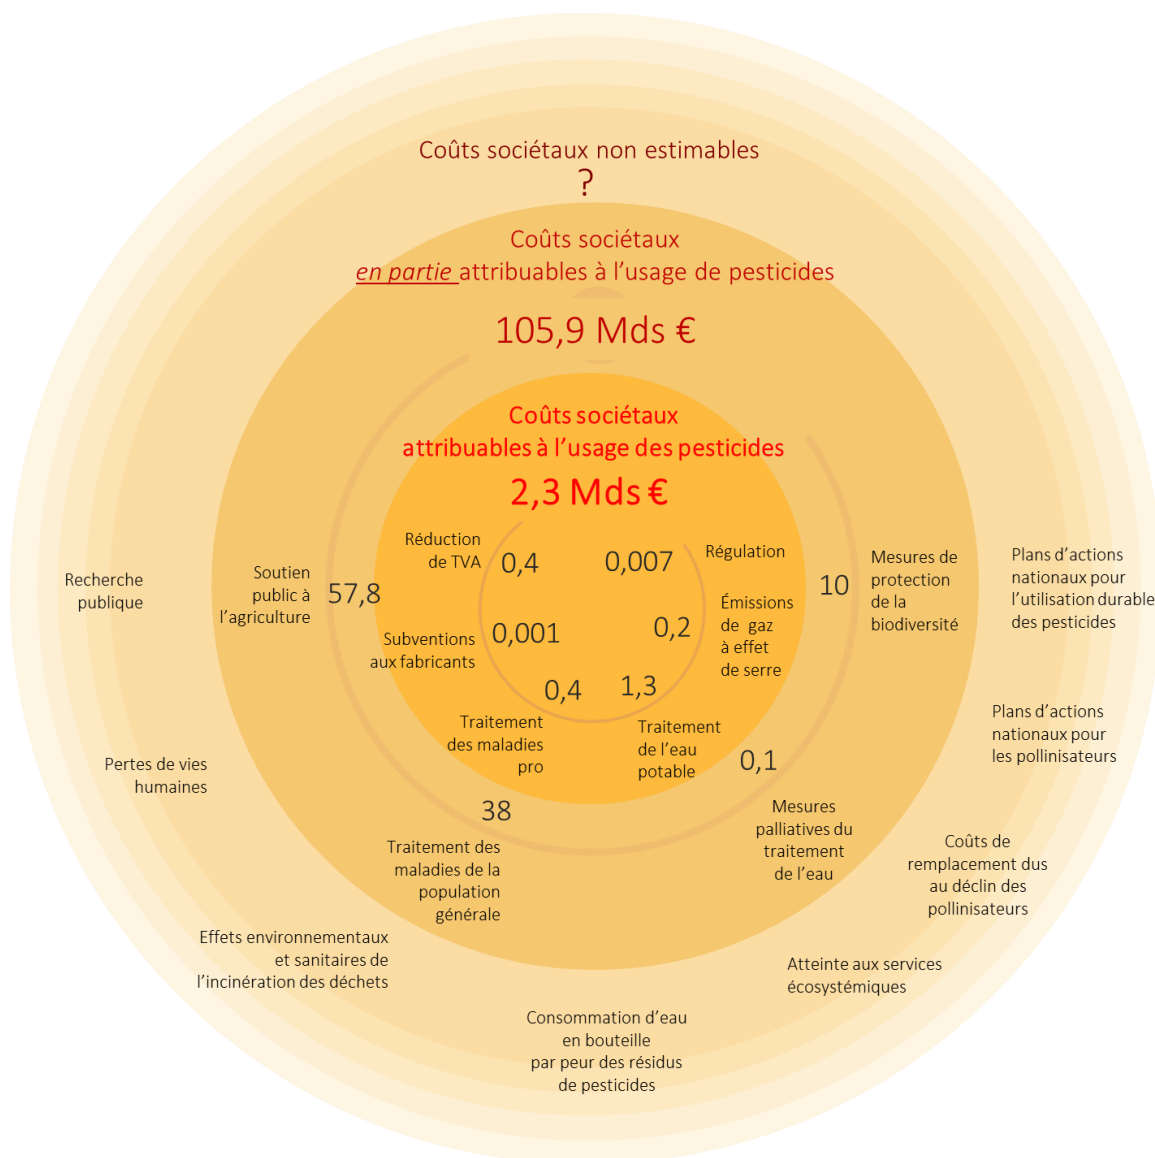 Coûts sociétaux non estimables
?
Coûts sociétaux
en partie attribuables à l’usage de pesticides
105,9 Mds €
Coûts sociétaux
attribuables à l’usage des pesticides
2,3 Mds €
Réduction
de TVA
0,4
0,007
Régulation
Subventions
aux fabricants
0,001
0,2
Émissions
de gaz
à effet
de serre
0,4
Traitement
des maladies
pro
1,3
Traitement
de l’eau
potable
Soutien
public à
l’agriculture
57,8
10
Mesures de
protection
de la
biodiversité
38
Traitement des
maladies de la
population
générale
0,1
Mesures
palliatives du
traitement
de l’eau
Recherche
publique
Plans d’actions
nationaux pour
l’utilisation durable
des pesticides
Plans d’actions
nationaux pour
les pollinisateurs
Pertes de vies
humaines
Coûts de
remplacement dus
au déclin des
pollinisateurs
Effets environnementaux
et sanitaires de
l’incinération des déchets
Atteinte aux services
écosystémiques
Consommation d’eau
en bouteille
par peur des résidus
de pesticides